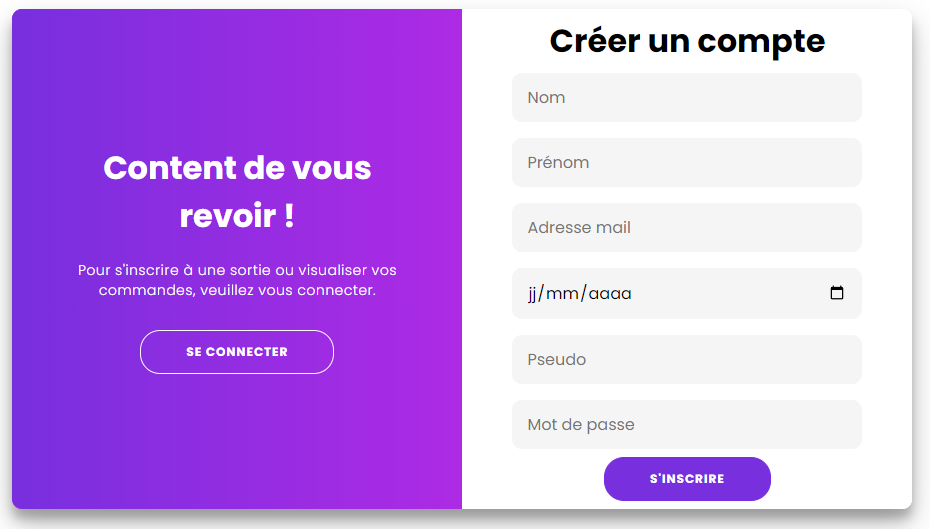 Content de vous
revoir !
Pour s'inscrire à une sortie ou visualiser vos
commandes, veuillez vous connecter.
SE CONNECTER
Créer un compte
Nom
Prénom
Adresse mail
jj/mm/aaaa
Pseudo
Mot de passe
S'INSCRIRE